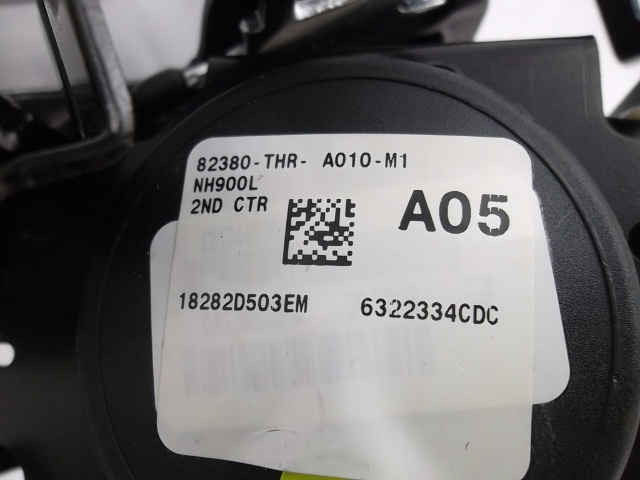 82380-THR- A010-M1
NH900L
2ND CTR
A05
18282D503EM 6322334CDC